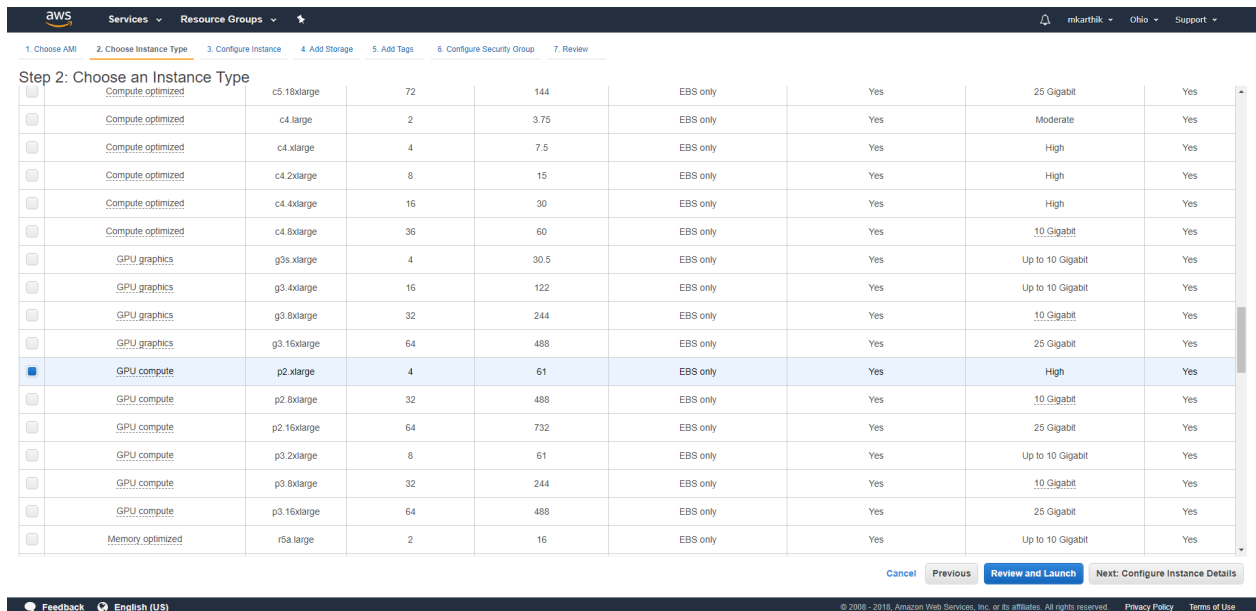 aws Services Resource Groups mkarthik Ohio Support
1. Choose AMI 2. Choose Instance Type 3. Configure Instance 4. Add Storage 5. Add Tags 6. Configure Security Group 7. Review
Step 2: Choose an Instance Type
Compute optimized c5.18xlarge 72 144 EBS only Yes 25 Gigabit Yes
Compute optimized c4.large 2 3.75 EBS only Yes Moderate Yes
Compute optimized c4.xlarge 4 7.5 EBS only Yes High Yes
Compute optimized c4.2xlarge 8 15 EBS only Yes High Yes
Compute optimized c4.4xlarge 16 30 EBS only Yes High Yes
Compute optimized c4.8xlarge 36 60 EBS only Yes 10 Gigabit Yes
GPU graphics g3s.xlarge 4 30.5 EBS only Yes Up to 10 Gigabit Yes
GPU graphics g3.4xlarge 16 122 EBS only Yes Up to 10 Gigabit Yes
GPU graphics g3.8xlarge 32 244 EBS only Yes 10 Gigabit Yes
GPU graphics g3.16xlarge 64 488 EBS only Yes 25 Gigabit Yes
GPU compute p2.xlarge 4 61 EBS only Yes High Yes
GPU compute p2.8xlarge 32 488 EBS only Yes 10 Gigabit Yes
GPU compute p2.16xlarge 64 732 EBS only Yes 25 Gigabit Yes
GPU compute p3.2xlarge 8 61 EBS only Yes Up to 10 Gigabit Yes
GPU compute p3.8xlarge 32 244 EBS only Yes 10 Gigabit Yes
GPU compute p3.16xlarge 64 488 EBS only Yes 25 Gigabit Yes
Memory optimized r5a.large 2 16 EBS only Yes Up to 10 Gigabit Yes
Cancel Previous Review and Launch Next: Configure Instance Details
Feedback English (US) © 2008 - 2018, Amazon Web Services, Inc. or its affiliates. All rights reserved. Privacy Policy Terms of Use